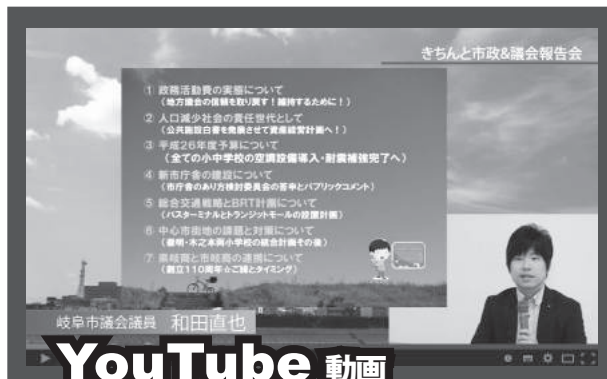 きちんと市政&議会報告会
① 政務活動費の実態について
(地方議会の信頼を取り戻す!維持するために!)
② 人口減少社会の責任世代として
(公共施設白書を発展させて資産経営計画へ!)
③ 平成26年度予算について
(全ての小中学校の空調設備導入・耐震補強完了へ)
④ 新市庁舎の建設について
(市庁舎のあり方検討委員会の答申とパブリックコメント)
⑤ 総合交通戦略とBRT計画について
(バスターミナルとトランジットモールの設置計画)
⑥ 中心市街地の課題と対策について
(徹明・木之本両小学校の統合計画その後)
⑦ 県岐商と市岐商の連携について
(創立110周年
ご縁とタイミング)
岐阜市議会議員 和田直也
YouTube 動画